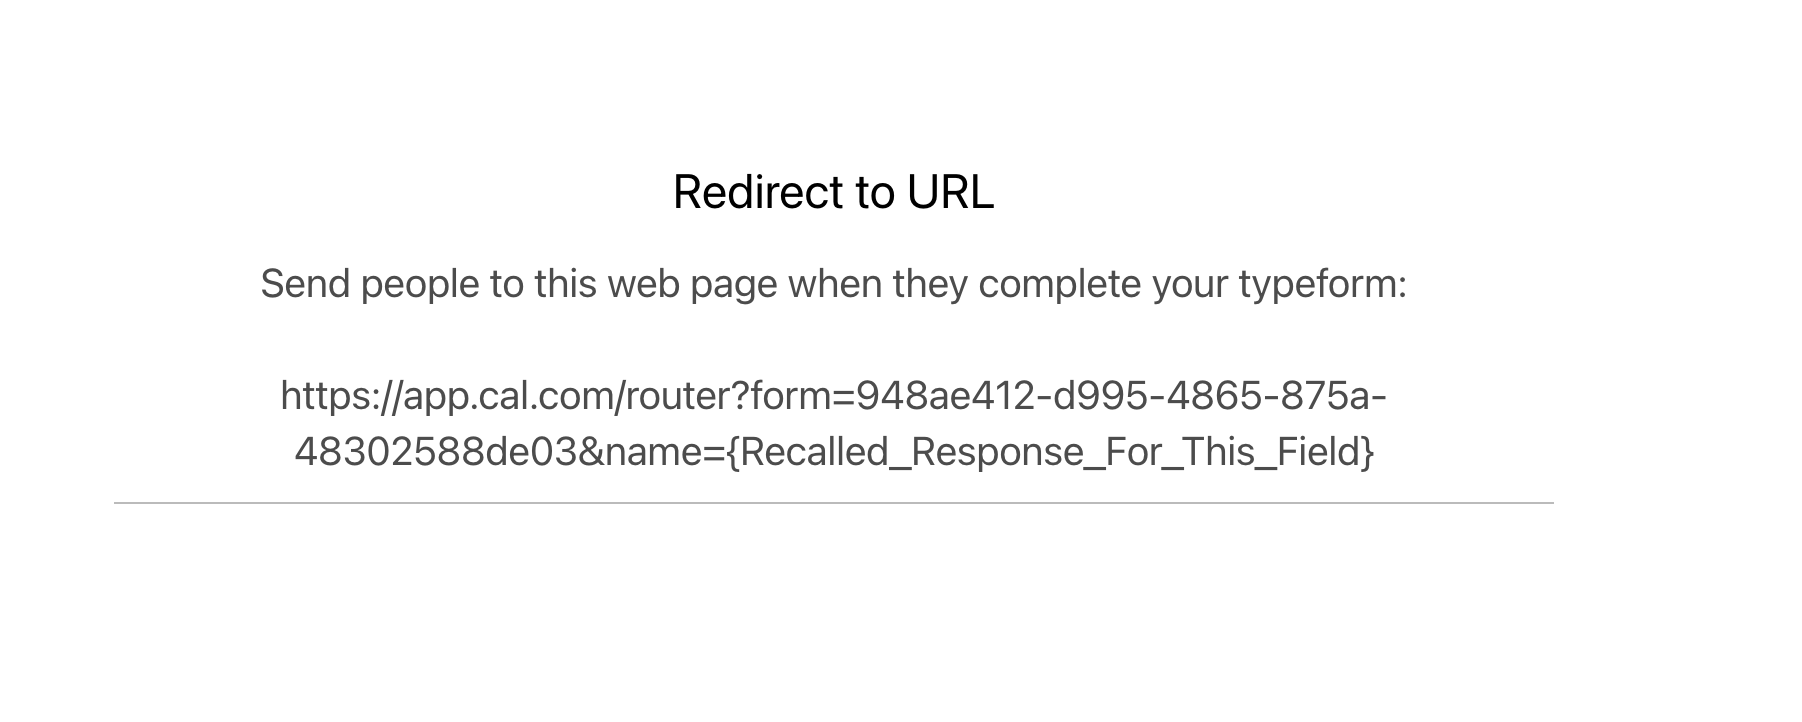 Redirect to URL
Send people to this web page when they complete your typeform:
https://app.cal.com/router?form=948ae412-d995-4865-875a-
48302588de03&name={Recalled_Response_For_This_Field}